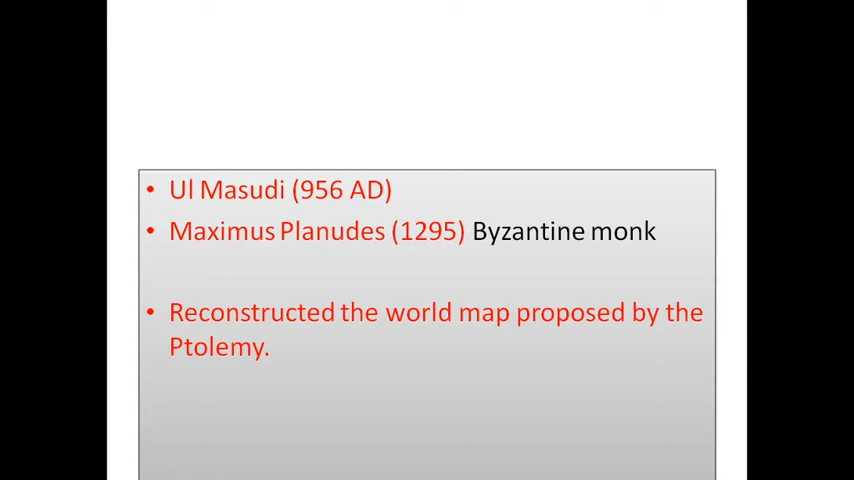 • Ul Masudi (956 AD)
• Maximus Planudes (1295) Byzantine monk
• Reconstructed the world map proposed by the
Ptolemy.